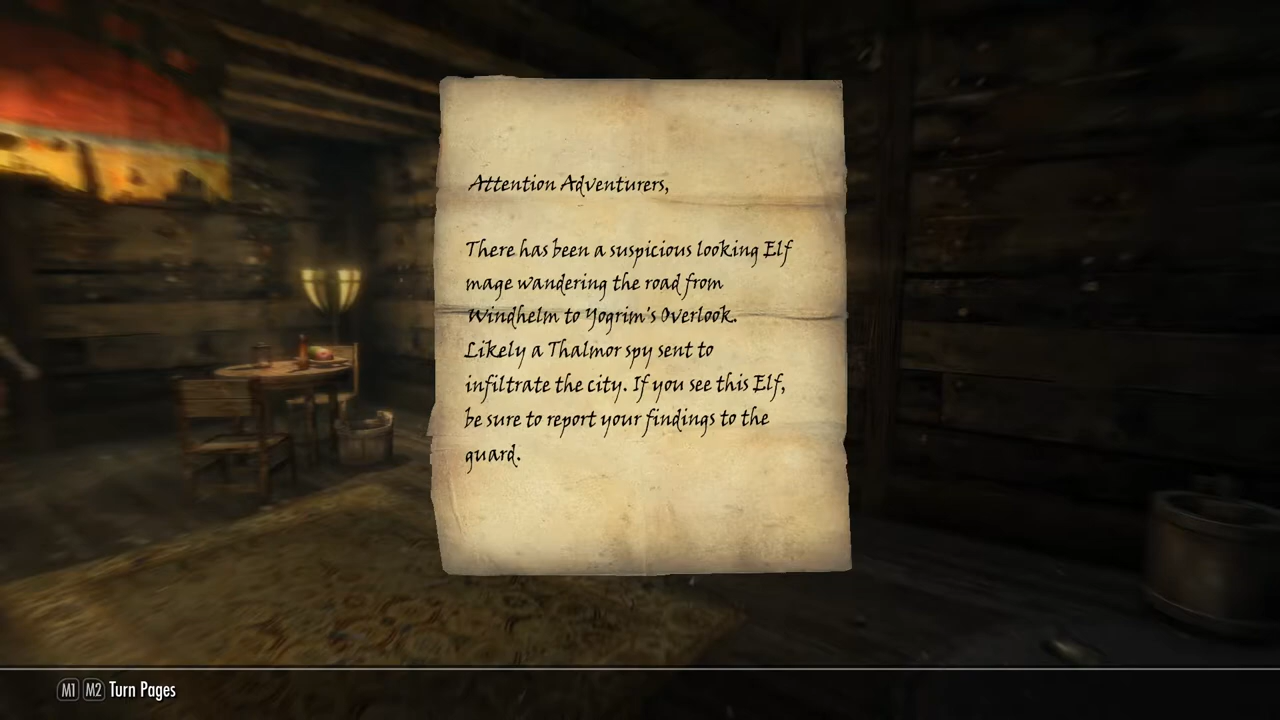 Attention Adventurers,
There has been a suspicious looking Elf
mage wandering the road from
Windhelm to Yogrim's Overlook.
Likely a Thalmor spy sent to
infiltrate the city. If you see this Elf,
be sure to report your findings to the
guard.
M1 M2 Turn Pages